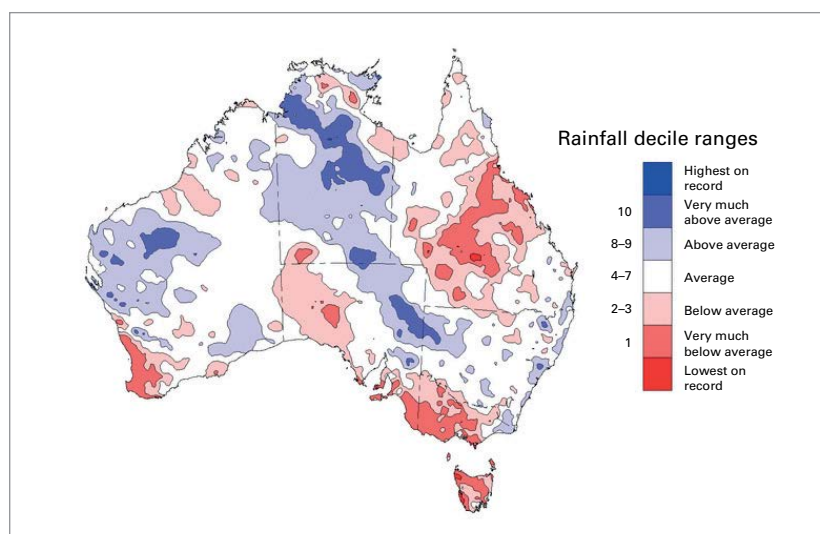 Rainfall decile ranges
Highest on
record
10 Very much
above average
8–9 Above average
4–7 Average
2–3 Below average
1 Very much
below average
Lowest on
record